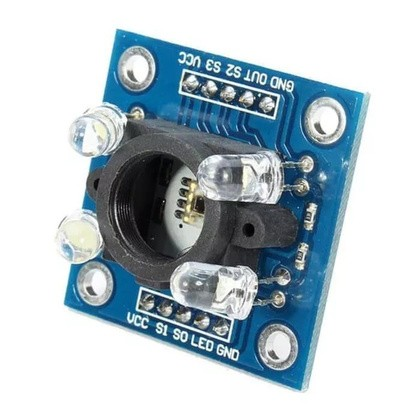 GND OUT S2 S3 VCC
VCC S1 S0 LED GND